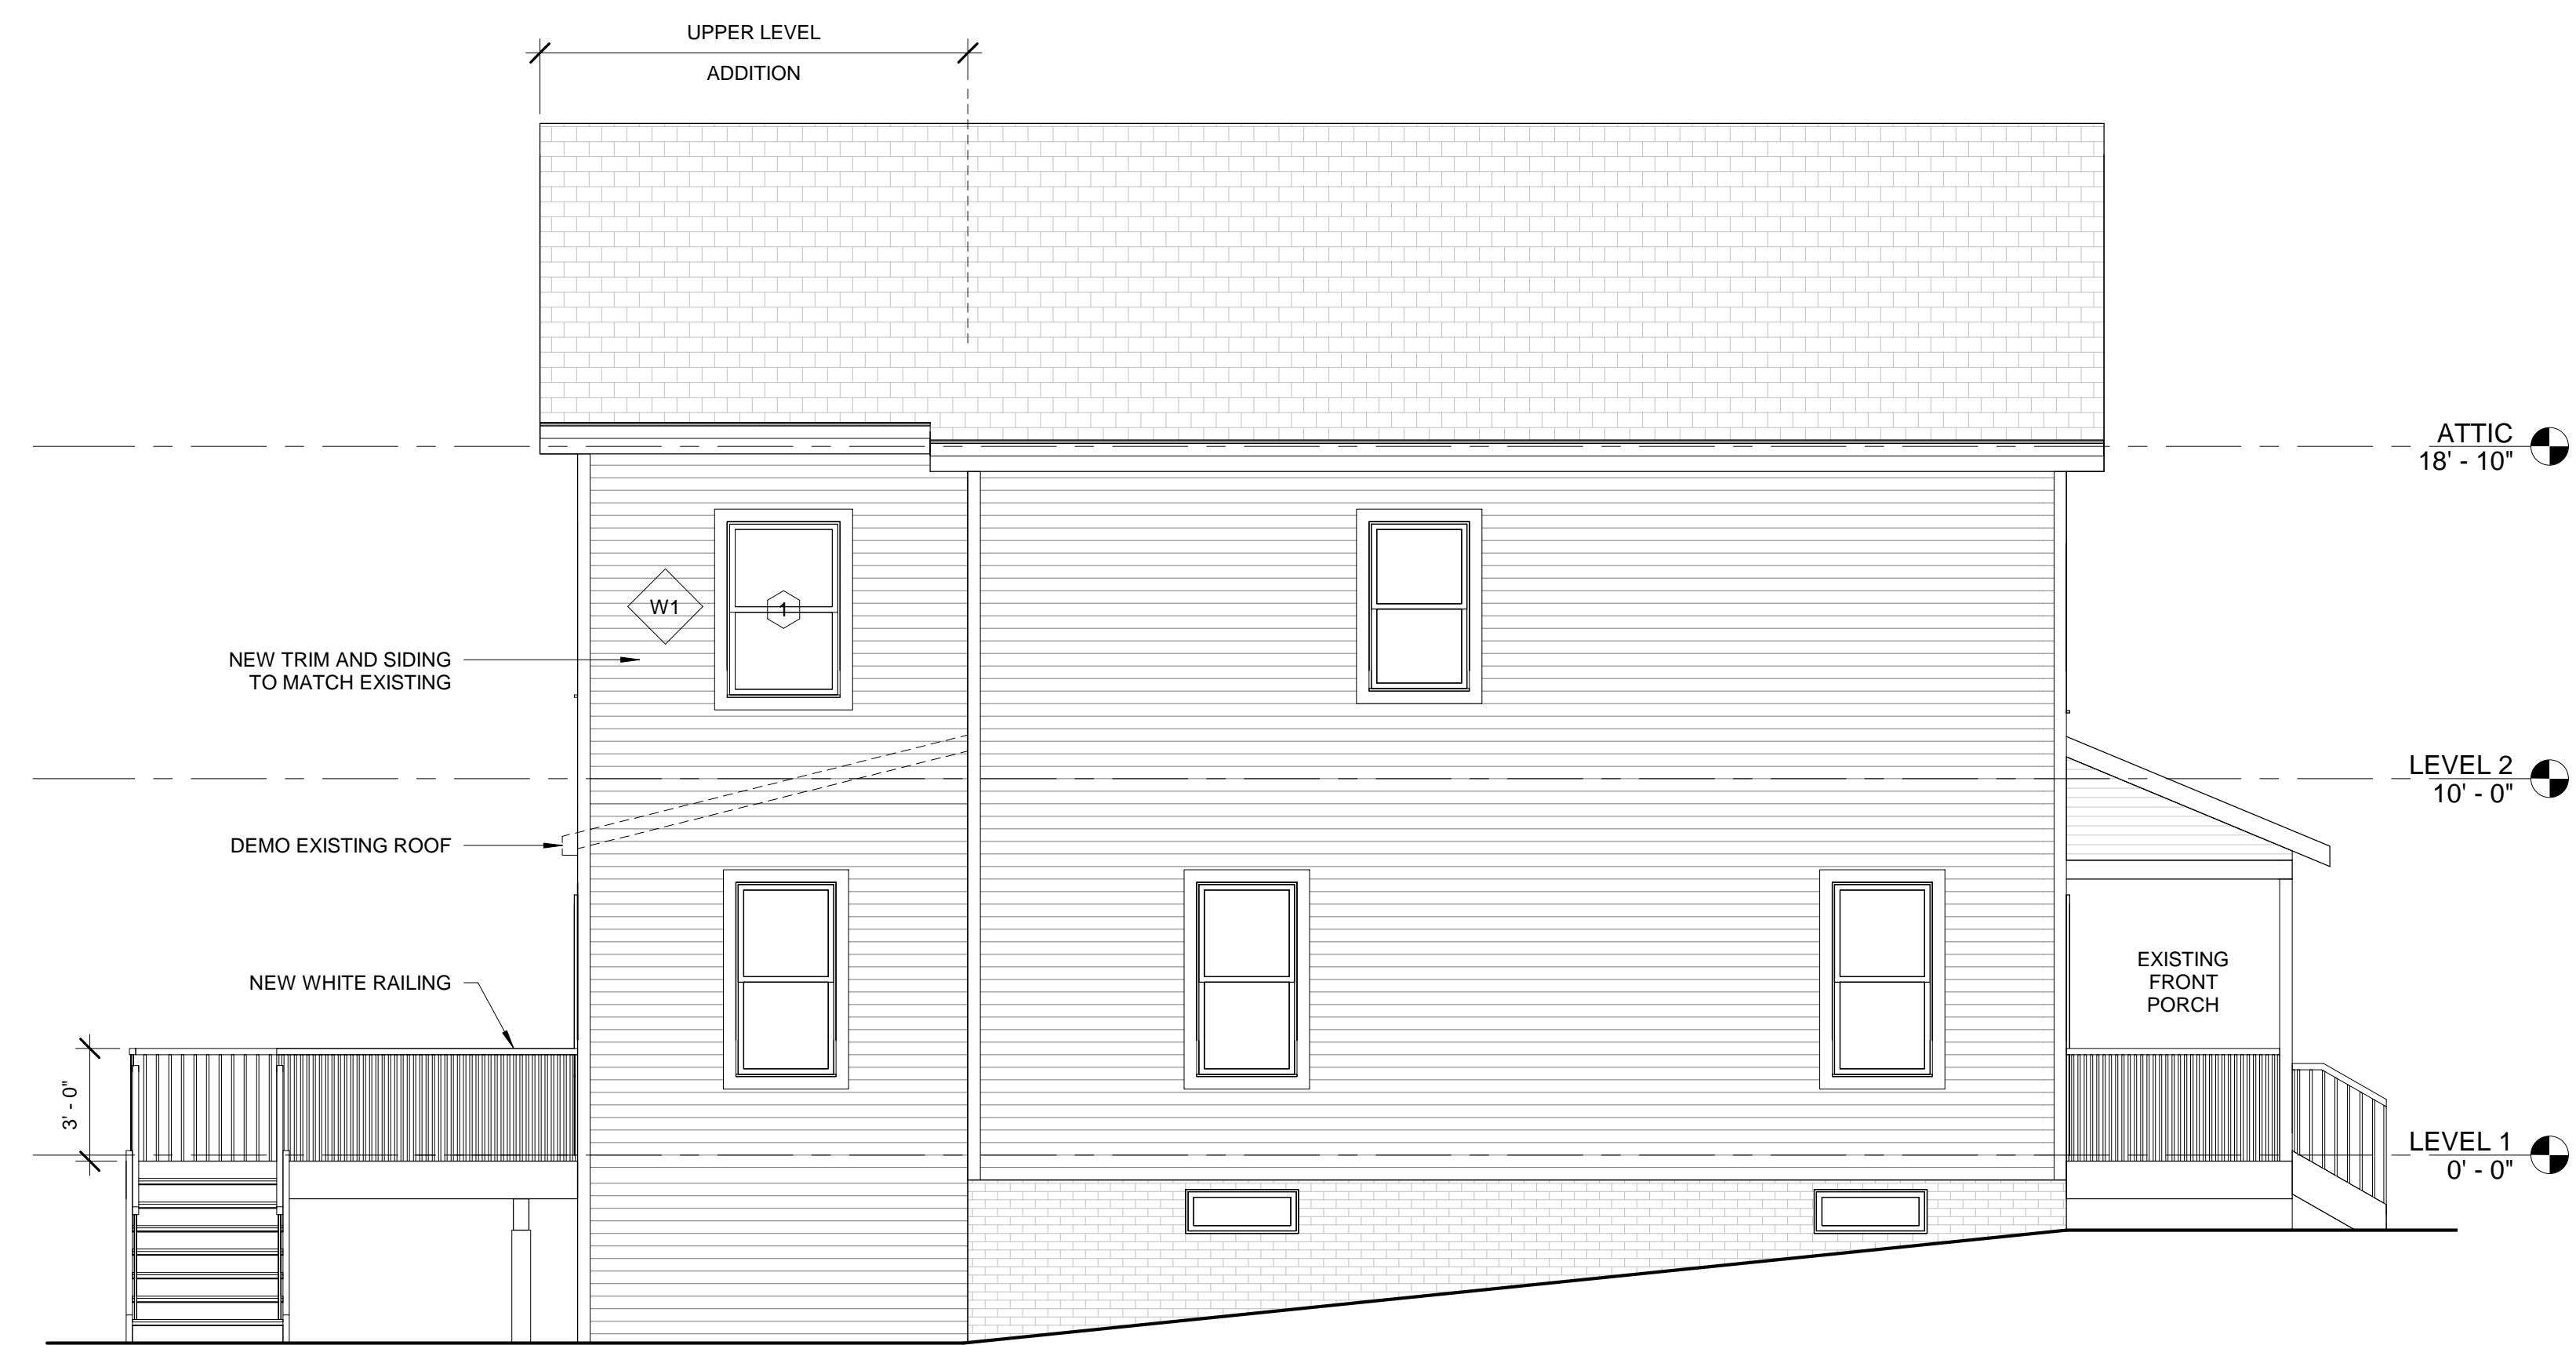 UPPER LEVEL
ADDITION
ATTIC
18' - 10"
W1
1
NEW TRIM AND SIDING
TO MATCH EXISTING
LEVEL 2
10' - 0"
DEMO EXISTING ROOF
NEW WHITE RAILING
EXISTING
FRONT
PORCH
3' - 0"
LEVEL 1
0' - 0"